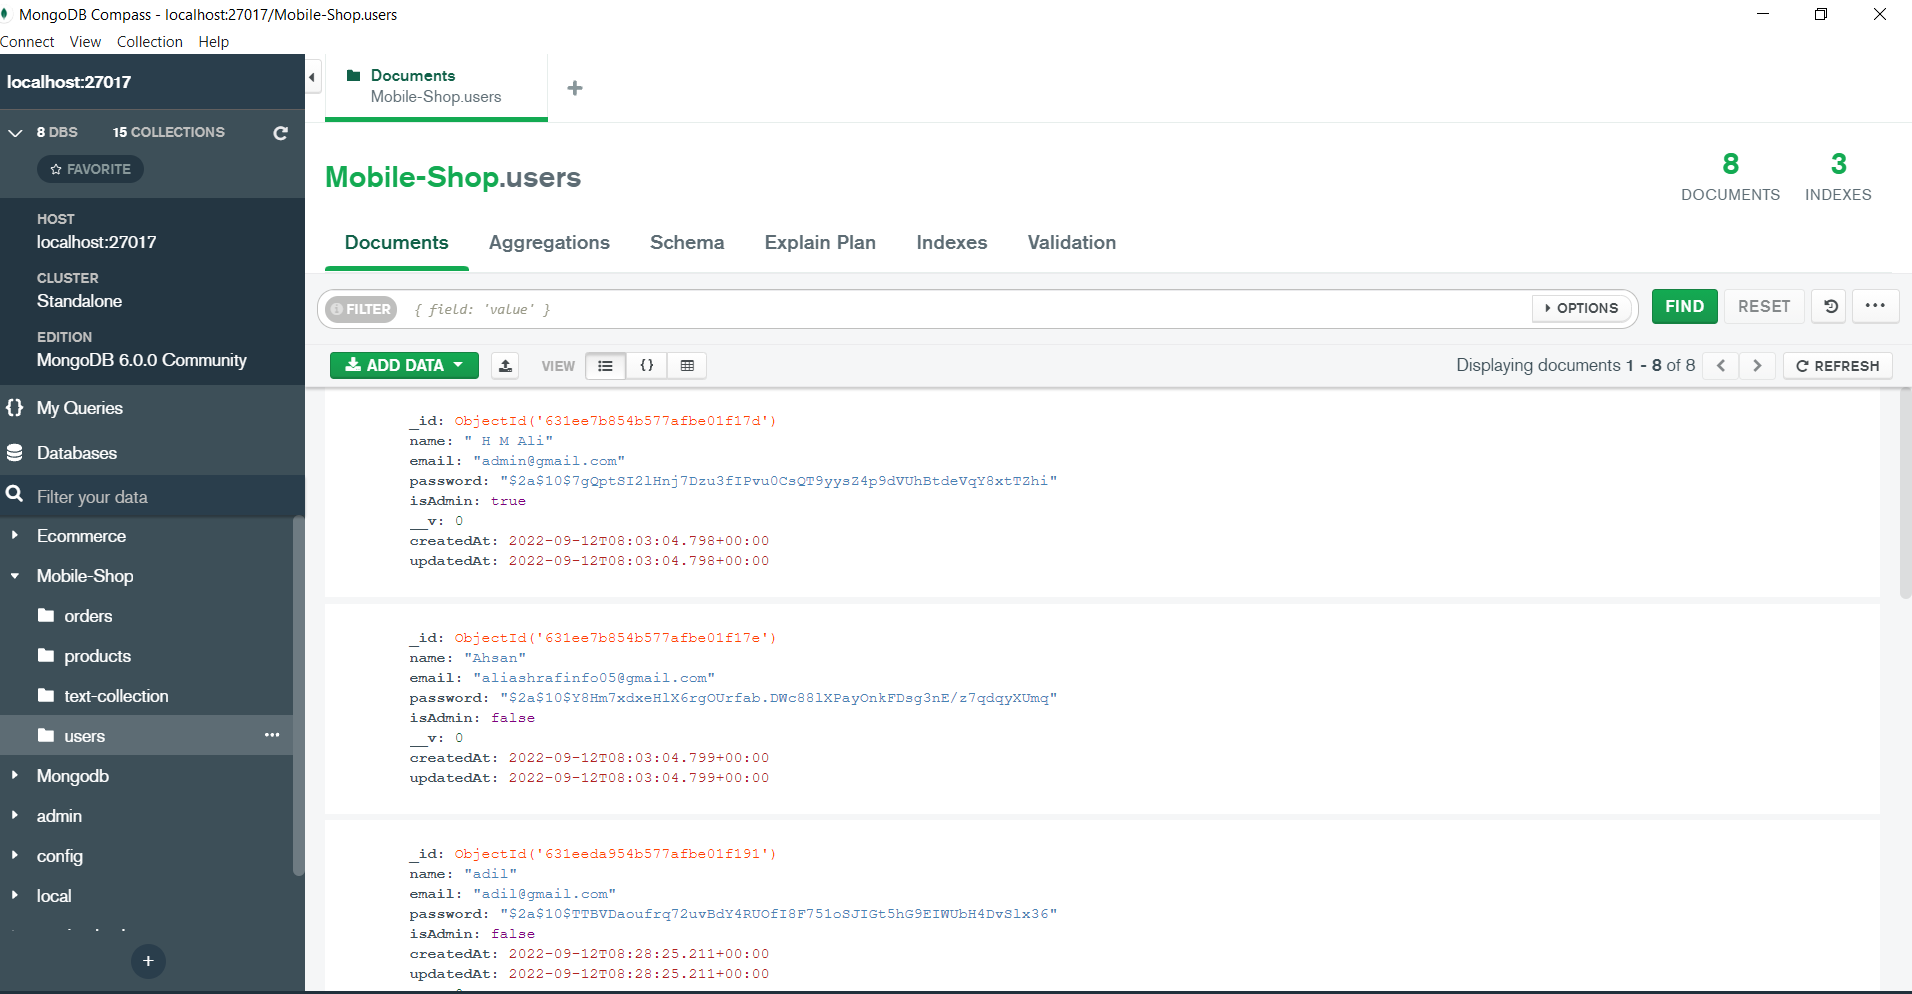 MongoDB Compass - localhost:27017/Mobile-Shop.users
Connect View Collection Help
localhost:27017
8 DBS 15 COLLECTIONS
FAVORITE
HOST
localhost:27017
CLUSTER
Standalone
EDITION
MongoDB 6.0.0 Community
{} My Queries
Databases
Filter your data
Ecommerce
Mobile-Shop
orders
products
text-collection
users •••
Mongodb
admin
config
local
+
Documents
Mobile-Shop.users
+
Mobile-Shop.users
8
DOCUMENTS
3
INDEXES
Documents Aggregations Schema Explain Plan Indexes Validation
FILTER { field: 'value' } OPTIONS FIND RESET •••
ADD DATA VIEW {} Displaying documents 1 - 8 of 8 < > REFRESH
_id: ObjectId('631ee7b854b577afbe01f17d')
name: " H M Ali"
email: "admin@gmail.com"
password: "$2a$10$7gQptSI2lHnj7Dzu3fIPvu0CsQT9yysZ4p9dVUhBtdeVqY8xtTZhi"
isAdmin: true
__v: 0
createdAt: 2022-09-12T08:03:04.798+00:00
updatedAt: 2022-09-12T08:03:04.798+00:00
_id: ObjectId('631ee7b854b577afbe01f17e')
name: "Ahsan"
email: "aliashrafinfo05@gmail.com"
password: "$2a$10$Y8Hm7xdxeHlX6rgOUrfab.DWc88lXPayOnkFDsg3nE/z7qdqyXUmq"
isAdmin: false
__v: 0
createdAt: 2022-09-12T08:03:04.799+00:00
updatedAt: 2022-09-12T08:03:04.799+00:00
_id: ObjectId('631eeda954b577afbe01f191')
name: "adil"
email: "adil@gmail.com"
password: "$2a$10$TTBVDaoufrq72uvBdY4RUOfI8F751oSJIGt5hG9EIWUbH4DvSlx36"
isAdmin: false
createdAt: 2022-09-12T08:28:25.211+00:00
updatedAt: 2022-09-12T08:28:25.211+00:00